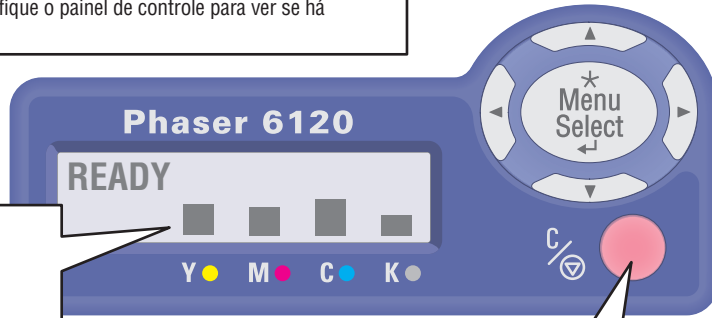 fique o painel de controle para ver se há
Phaser 6120
READY
Y M C K
Menu
Select
C/